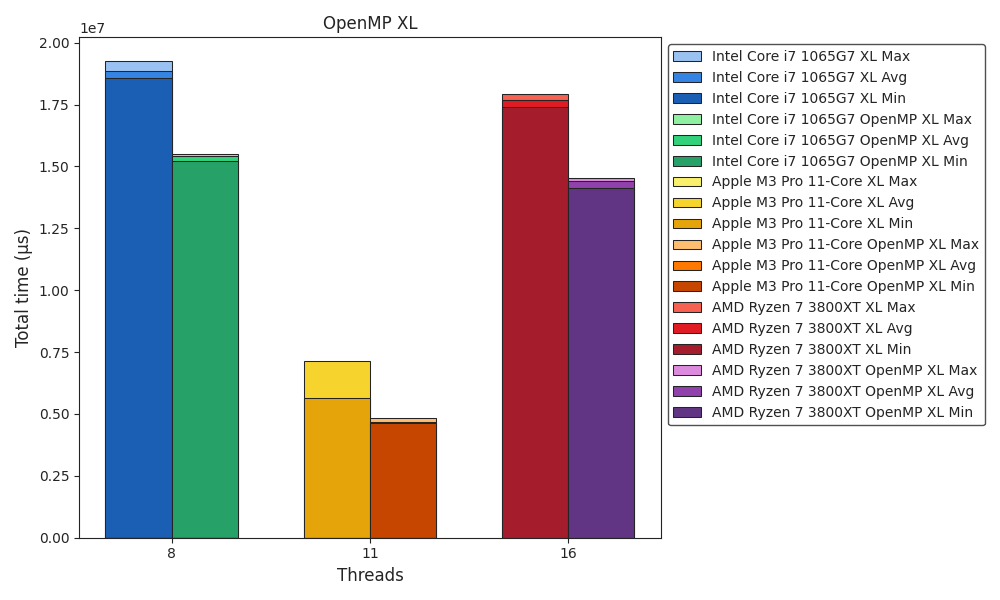 OpenMP XL
1e7
2.00
1.75
1.50
1.25
1.00
0.75
0.50
0.25
0.00
Total time (μs)
8
11
16
Threads
Intel Core i7 1065G7 XL Max
Intel Core i7 1065G7 XL Avg
Intel Core i7 1065G7 XL Min
Intel Core i7 1065G7 OpenMP XL Max
Intel Core i7 1065G7 OpenMP XL Avg
Intel Core i7 1065G7 OpenMP XL Min
Apple M3 Pro 11-Core XL Max
Apple M3 Pro 11-Core XL Avg
Apple M3 Pro 11-Core XL Min
Apple M3 Pro 11-Core OpenMP XL Max
Apple M3 Pro 11-Core OpenMP XL Avg
Apple M3 Pro 11-Core OpenMP XL Min
AMD Ryzen 7 3800XT XL Max
AMD Ryzen 7 3800XT XL Avg
AMD Ryzen 7 3800XT XL Min
AMD Ryzen 7 3800XT OpenMP XL Max
AMD Ryzen 7 3800XT OpenMP XL Avg
AMD Ryzen 7 3800XT OpenMP XL Min